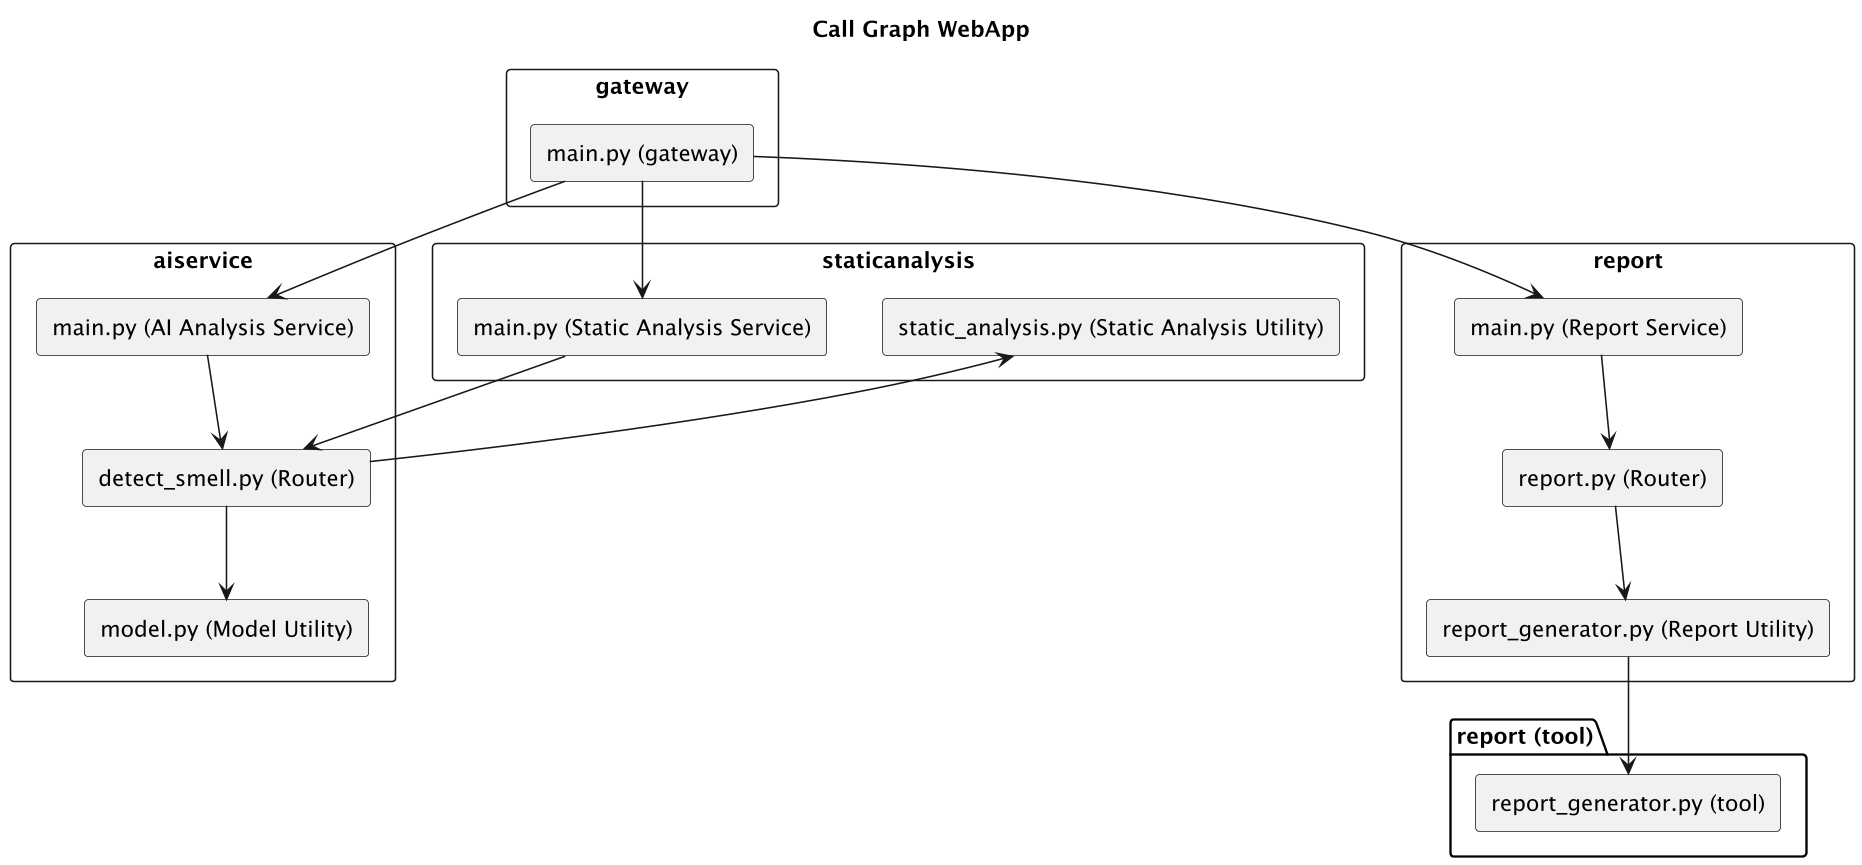 Call Graph WebApp
gateway
main.py (gateway)
aiservice
staticanalysis
report
main.py (AI Analysis Service)
main.py (Static Analysis Service)
static_analysis.py (Static Analysis Utility)
main.py (Report Service)
detect_smell.py (Router)
report.py (Router)
model.py (Model Utility)
report_generator.py (Report Utility)
report (tool)
report_generator.py (tool)